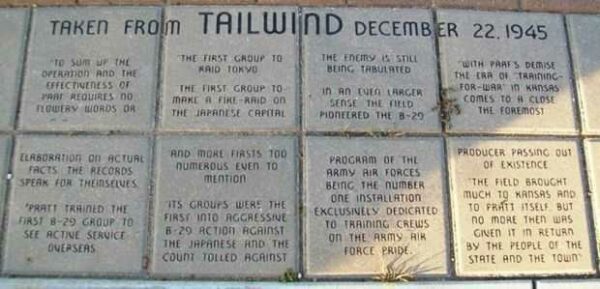 TAKEN FROM TAILWIND DECEMBER 22, 1945
"TO SUM UP THE
OPERATION AND THE
EFFECTIVENESS OF
PAAF REQUIRES NO
FLOWERY WORDS OR
ELABORATION ON ACTUAL
FACTS. THE RECORDS
SPEAK FOR THEMSELVES.
"PRATT TRAINED THE
FIRST B-29 GROUP TO
SEE ACTIVE SERVICE
OVERSEAS
"THE FIRST GROUP TO
RAID TOKYO
THE FIRST GROUP TO
MAKE A FIRE-RAID ON
THE JAPANESE CAPITAL
AND MORE FIRSTS TOO
NUMEROUS EVEN TO
MENTION
"ITS GROUPS WERE THE
FIRST INTO AGGRESSIVE
B-29 ACTION AGAINST
THE JAPANESE AND THE
COUNT TOLLED AGAINST
THE ENEMY IS STILL
BEING TABULATED
IN AN EVEN LARGER
SENSE THE FIELD
PIONEERED THE B-29
PROGRAM OF THE
ARMY AIR FORCES
BEING THE NUMBER
ONE INSTALLATION
EXCLUSIVELY DEDICATED
TO TRAINING CREWS
ON THE ARMY AIR
FORCE PRIDE.
"WITH PAAF'S DEMISE
THE ERA OF "TRAINING-
FOR-WAR" IN KANSAS
COMES TO A CLOSE
THE FOREMOST
PRODUCER PASSING OUT
OF EXISTENCE
"THE FIELD BROUGHT
MUCH TO KANSAS AND
TO PRATT ITSELF. BUT
NO MORE THEN WAS
GIVEN IT IN RETURN
BY THE PEOPLE OF THE
STATE AND THE TOWN"